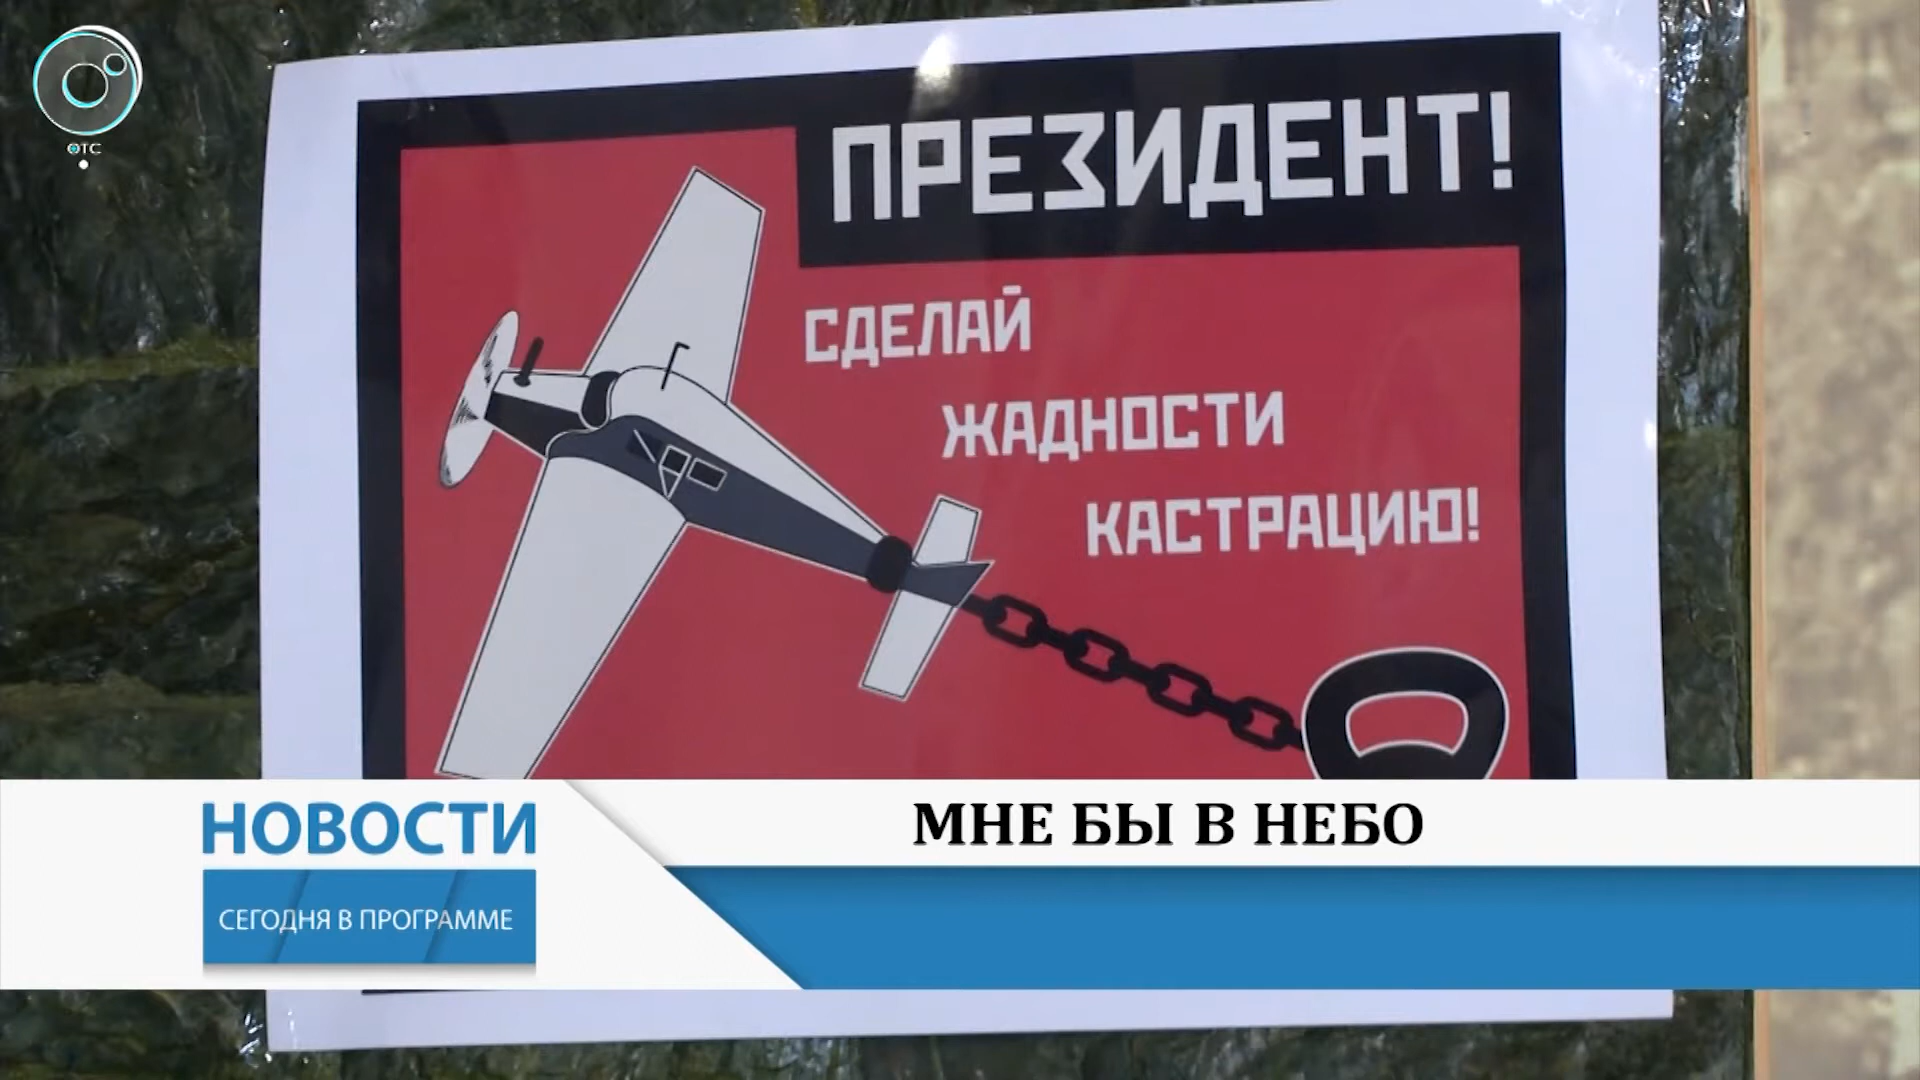 ОТС
ПРЕЗИДЕНТ!
СДЕЛАЙ
ЖАДНОСТИ
КАСТРАЦИЮ!
НОВОСТИ
СЕГОДНЯ В ПРОГРАММЕ
МНЕ БЫ В НЕБО